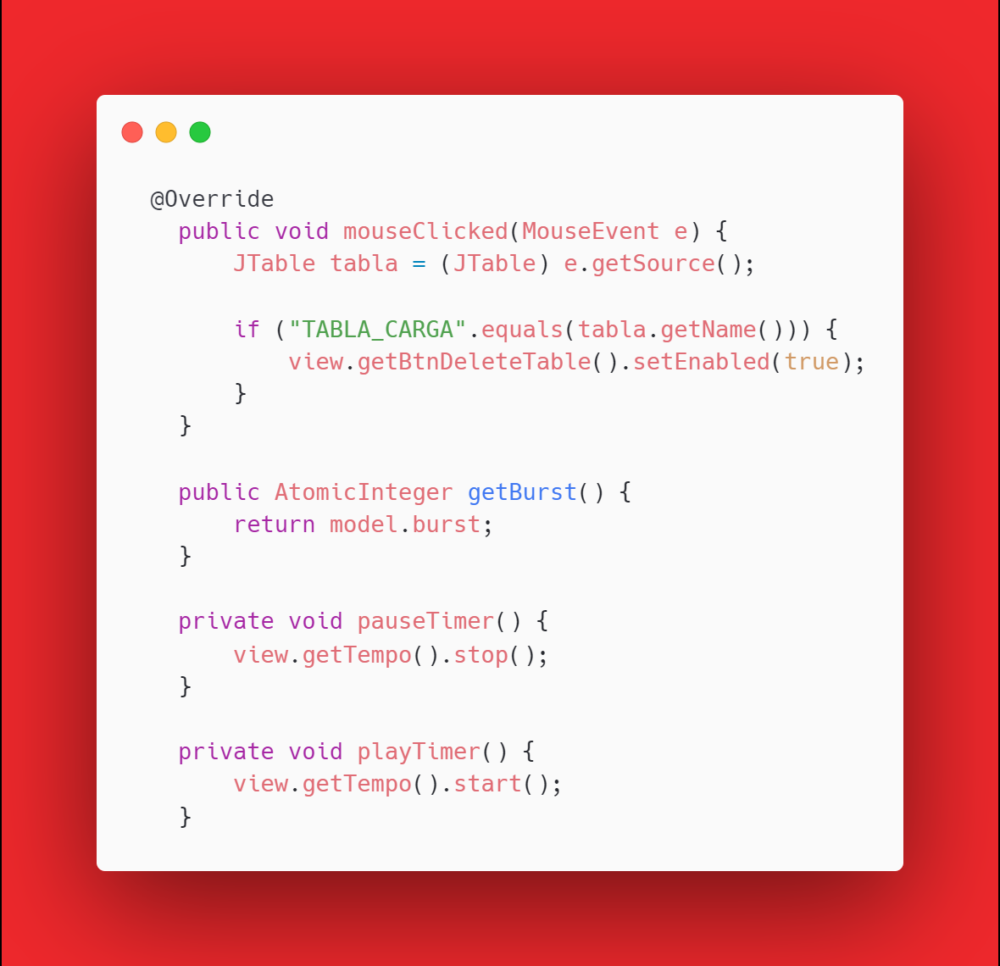 @Override
public void mouseClicked(MouseEvent e) {
JTable tabla = (JTable) e.getSource();
if ("TABLA_CARGA".equals(tabla.getName())) {
view.getBtnDeleteTable().setEnabled(true);
}
}
public AtomicInteger getBurst() {
return model.burst;
}
private void pauseTimer() {
view.getTempo().stop();
}
private void playTimer() {
view.getTempo().start();
}